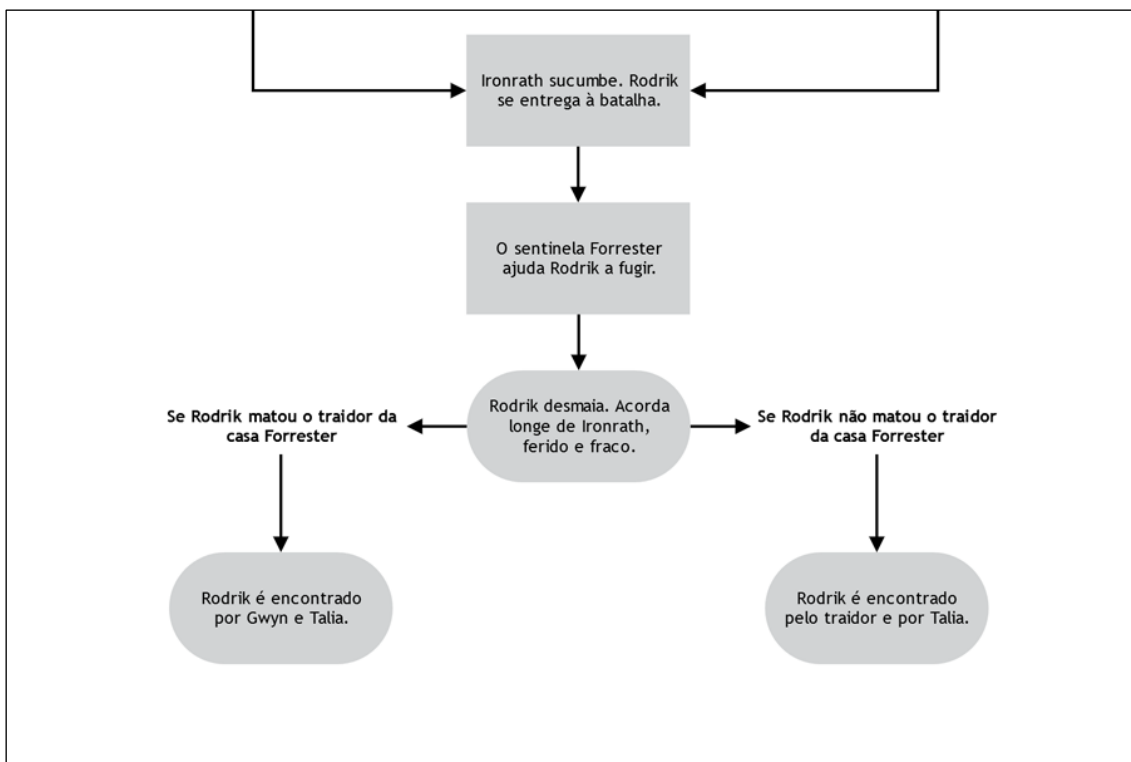 Ironrath sucumbe. Rodrik
se entrega à batalha.
O sentinela Forrester
ajuda Rodrik a fugir.
Rodrik desmaia. Acorda
longe de Ironrath,
ferido e fraco.
Se Rodrik matou o traidor da
casa Forrester
Se Rodrik não matou o traidor
da casa Forrester
Rodrik é encontrado
por Gwyn e Talia.
Rodrik é encontrado
pelo traidor e por Talia.